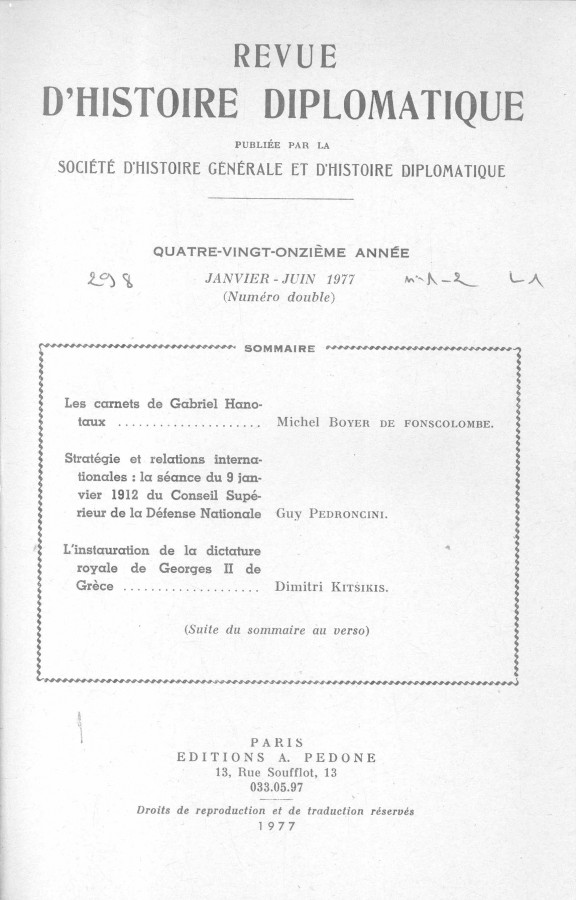 REVUE
D'HISTOIRE DIPLOMATIQUE
PUBLIÉE PAR LA
SOCIÉTÉ D'HISTOIRE GÉNÉRALE ET D'HISTOIRE DIPLOMATIQUE
QUATRE-VINGT-ONZIÈME ANNÉE
298 JANVIER - JUIN 1977
(Numéro double)
SOMMAIRE
Les carnets de Gabriel Hano-
taux ..................... Michel BOYER DE FONSCOLOMBE.
Stratégie et relations interna-
tionales : la séance du 9 jan-
vier 1912 du Conseil Supé-
rieur de la Défense Nationale Guy PEDRONCINI.
L'instauration de la dictature
royale de Georges II de
Grèce .................... Dimitri KITSIKIS.
(Suite du sommaire au verso)
PARIS
EDITIONS A. PEDONE
13, Rue Soufflot, 13
033.05.97
Droits de reproduction et de traduction réservés
1977